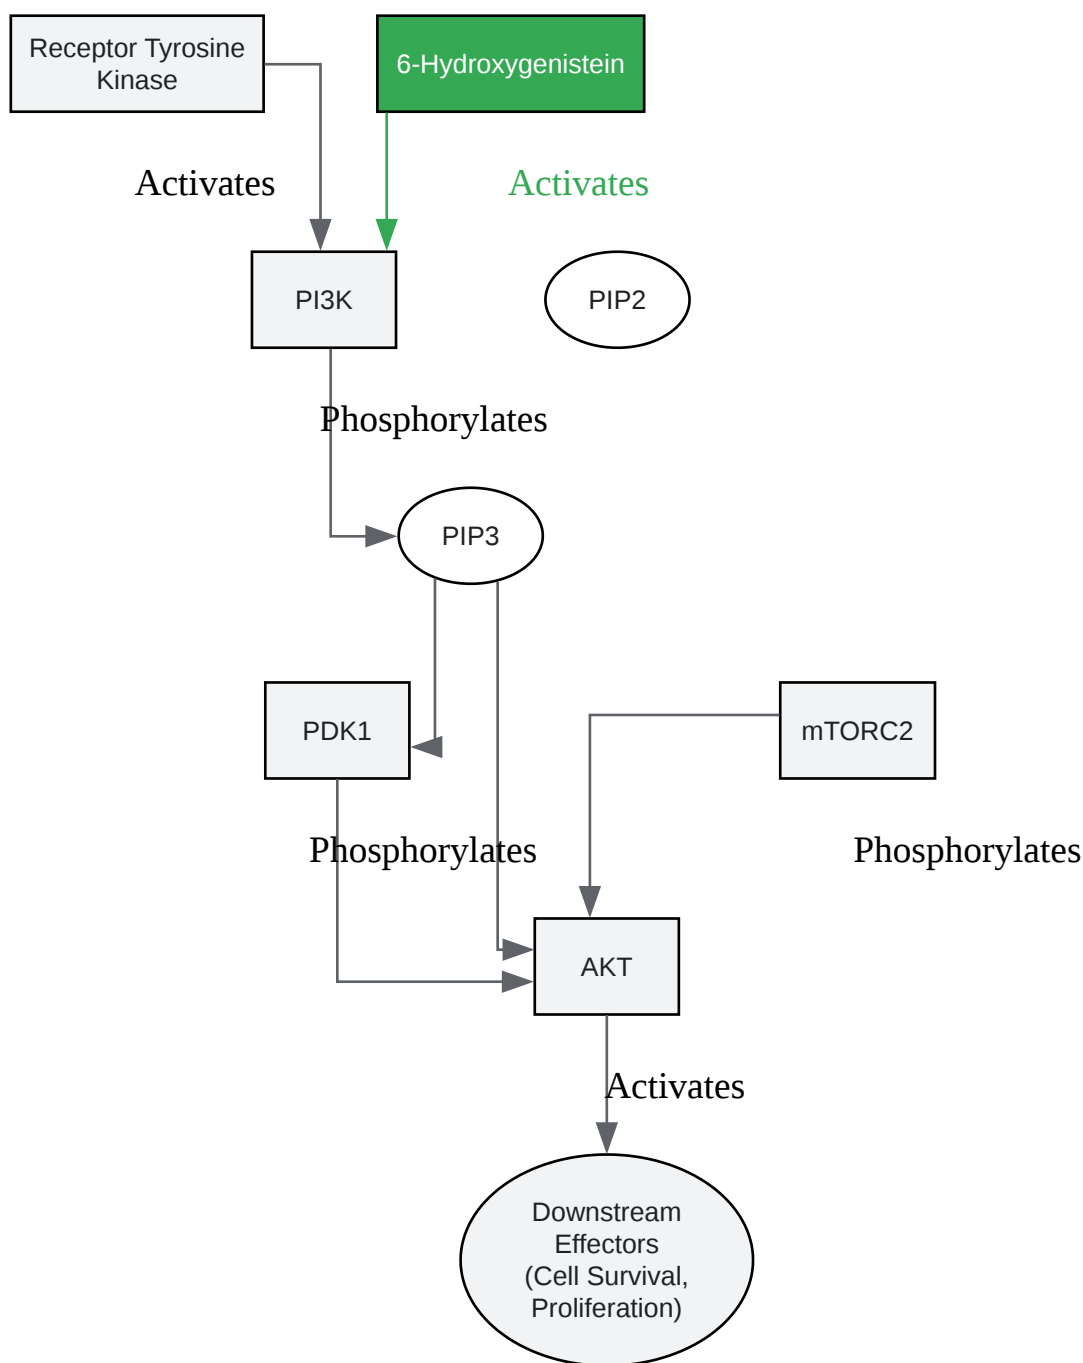 Receptor Tyrosine
Kinase
6-Hydroxygenistein
Activates
Activates
PI3K
PIP2
Phosphorylates
PIP3
PDK1
mTORC2
Phosphorylates
Phosphorylates
AKT
Activates
Downstream
Effectors
(Cell Survival,
Proliferation)